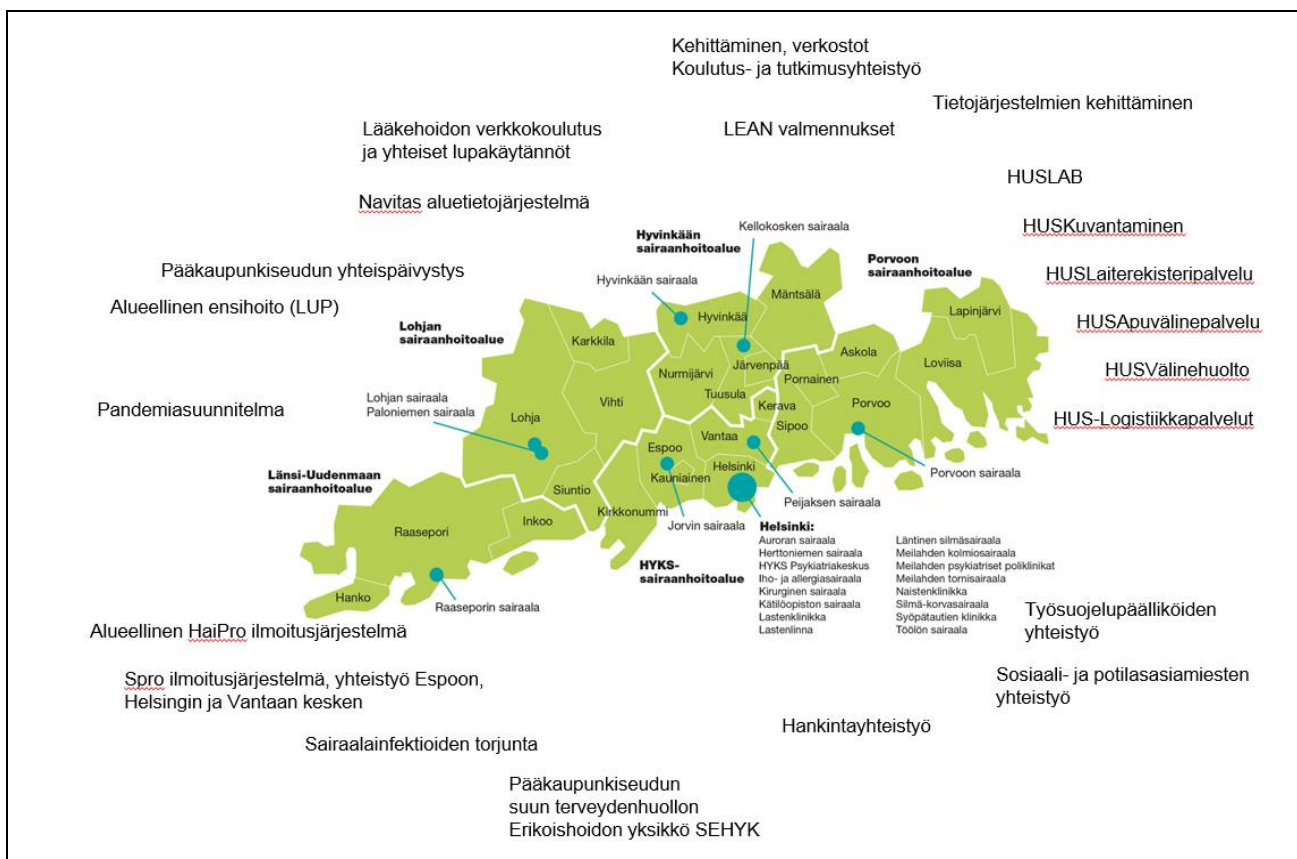 Kehittäminen, verkostot
Koulutus- ja tutkimusyhteistyö
Tietojärjestelmien kehittäminen
Lääkehoidon verkkokoulutus
ja yhteiset lupakäytännöt
LEAN valmennukset
HUSLAB
Navitas aluetietojärjestelmä
HUSKuvantaminen
Pääkaupunkiseudun yhteispäivystys
HUSLaiterekisteripalvelu
Alueellinen ensihoito (LUP)
HUSApuvälinepalvelu
HUSVälinehuolto
Pandemiasuunnitelma
HUS-Logistiikkapalvelut
Hyvinkään
sairaanhoitoalue
Kellokosken sairaala
Hyvinkään sairaala
Porvoon
sairaanhoitoalue
Mäntsälä
Hyvinkää
Lapinjärvi
Lohjan
sairaanhoitoalue
Karkkila
Askola
Loviisa
Nurmijärvi
Järvenpää
Pornainen
Tuusula
Vihti
Kerava
Porvoo
Sipoo
Lohjan sairaala
Paloniemen sairaala
Lohja
Espoo
Vantaa
Helsinki
Kauniainen
Porvoon sairaala
Länsi-Uudenmaan
sairaanhoitoalue
Siuntio
Kirkkonummi
Jorvin sairaala
Peijaksen sairaala
Raasepori
Inkoo
Hanko
Raaseporin sairaala
HYKS-
sairaanhoitoalue
Helsinki:
Auroran sairaala
Herttoniemen sairaala
HYKS Psykiatriakeskus
Iho- ja allergiasairaala
Kirurginen sairaala
Kätilöopiston sairaala
Lastenklinikka
Lastenlinna
Läntinen silmäsairaala
Meilahden kolmiosairaala
Meilahden psykiatriset poliklinikat
Meilahden tornisairaala
Naistenklinikka
Silmä-korvasairaala
Syöpätautien klinikka
Töölön sairaala
Työsuojelupäälliköiden
yhteistyö
Alueellinen HaiPro ilmoitusjärjestelmä
Spro ilmoitusjärjestelmä, yhteistyö Espoon,
Helsingin ja Vantaan kesken
Sosiaali- ja potilasasiamiesten
yhteistyö
Hankintayhteistyö
Sairaalainfektioiden torjunta
Pääkaupunkiseudun
suun terveydenhuollon
Erikoishoidon yksikkö SEHYK